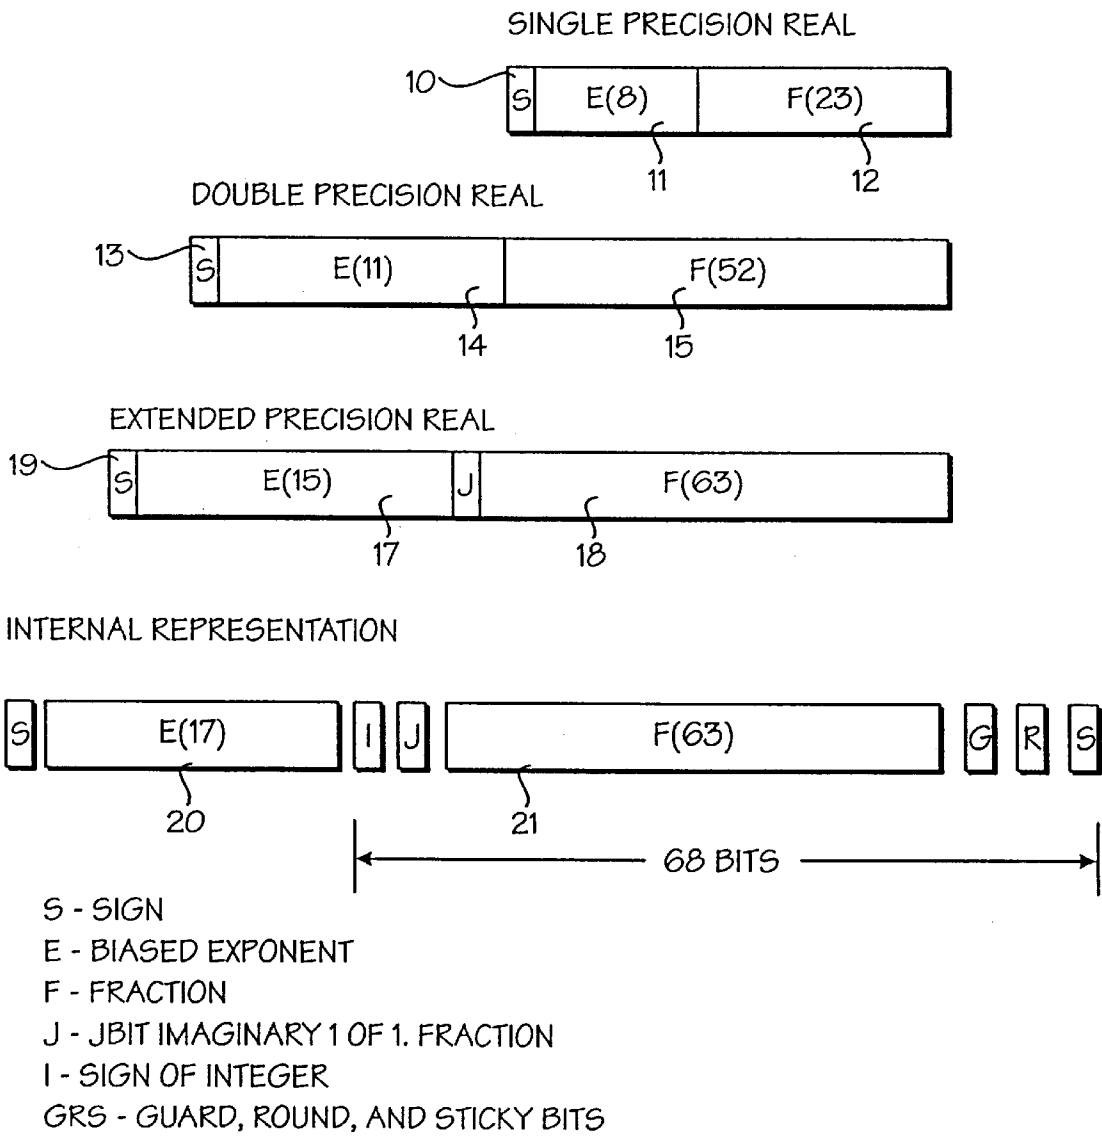 SINGLE PRECISION REAL
10
S E(8) F(23)
11 12
DOUBLE PRECISION REAL
13
S E(11) F(52)
14 15
EXTENDED PRECISION REAL
19
S E(15) J F(63)
17 18
INTERNAL REPRESENTATION
S E(17) I J F(63) G R S
20 21
68 BITS
S - SIGN
E - BIASED EXPONENT
F - FRACTION
J - JBIT IMAGINARY 1 OF 1. FRACTION
I - SIGN OF INTEGER
GRS - GUARD, ROUND, AND STICKY BITS